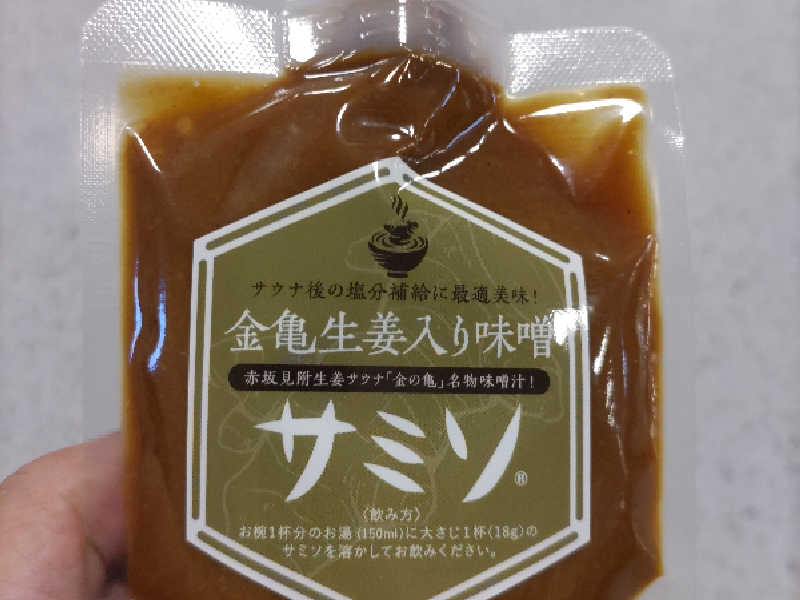 サウナ後の塩分補給に最適美味!
金亀生姜入り味噌
赤坂見附生姜サウナ「金の亀」名物味噌汁!
サミソ®
〈飲み方〉
お椀1杯分のお湯(150ml)に大さじ1杯(18g)の
サミソを溶かしてお飲みください。